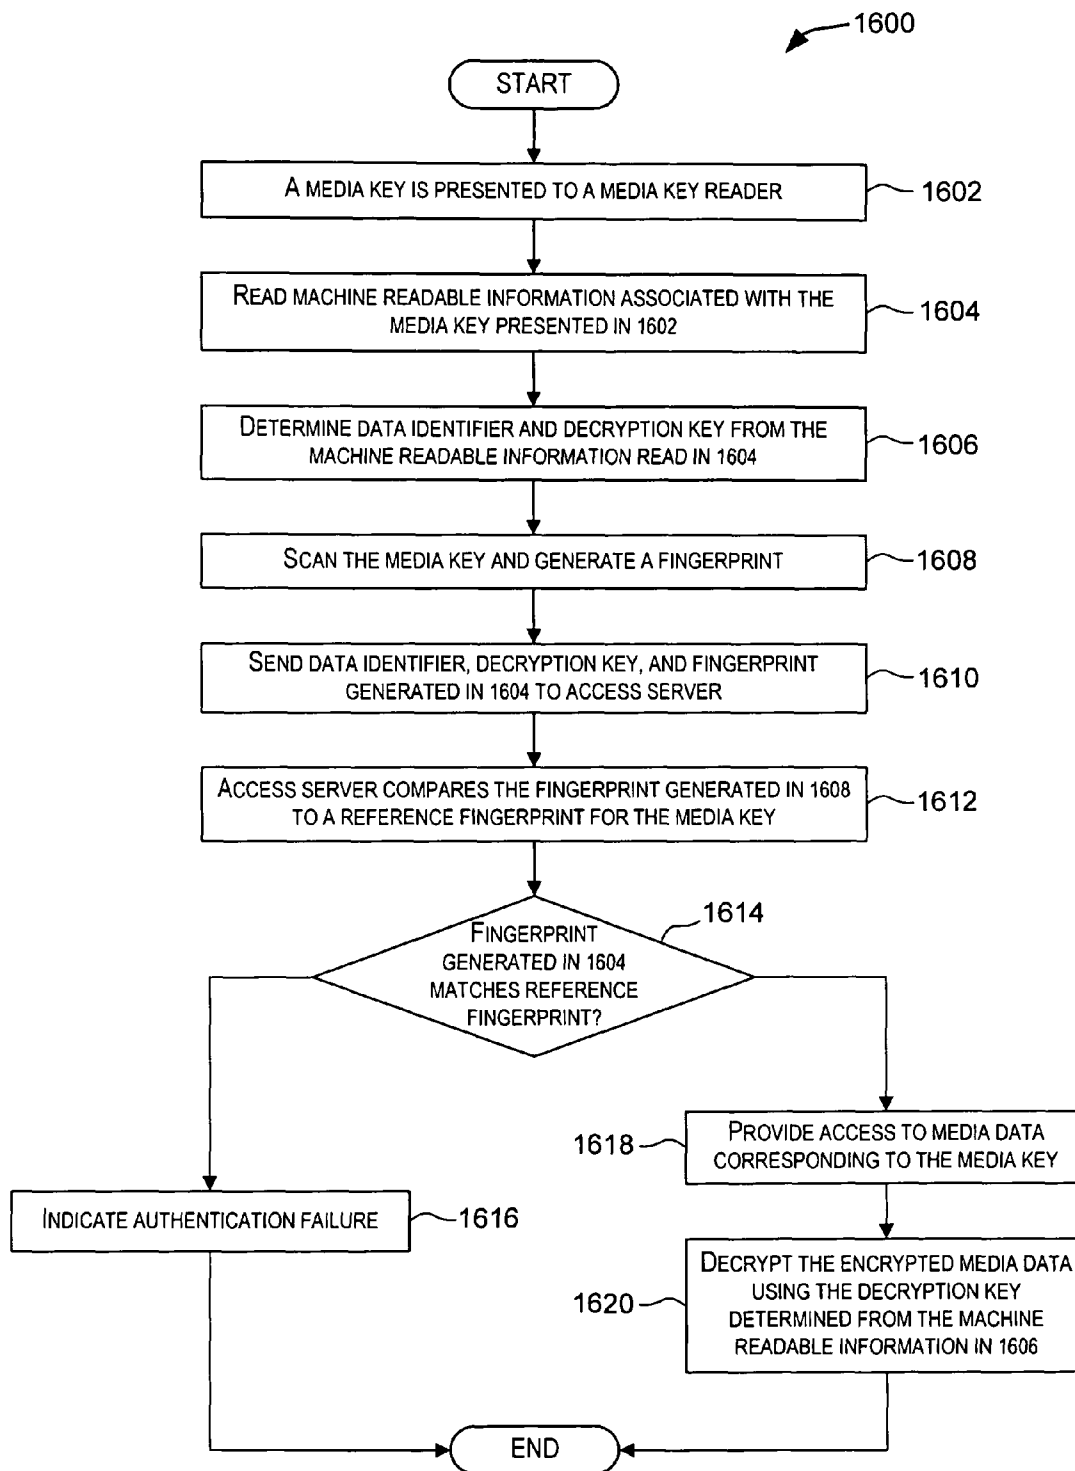 1600
START
A MEDIA KEY IS PRESENTED TO A MEDIA KEY READER
1602
READ MACHINE READABLE INFORMATION ASSOCIATED WITH THE
MEDIA KEY PRESENTED IN 1602
1604
DETERMINE DATA IDENTIFIER AND DECRYPTION KEY FROM THE
MACHINE READABLE INFORMATION READ IN 1604
1606
SCAN THE MEDIA KEY AND GENERATE A FINGERPRINT
1608
SEND DATA IDENTIFIER, DECRYPTION KEY, AND FINGERPRINT
GENERATED IN 1604 TO ACCESS SERVER
1610
ACCESS SERVER COMPARES THE FINGERPRINT GENERATED IN 1608
TO A REFERENCE FINGERPRINT FOR THE MEDIA KEY
1612
1614
FINGERPRINT
GENERATED IN 1604
MATCHES REFERENCE
FINGERPRINT?
1618
PROVIDE ACCESS TO MEDIA DATA
CORRESPONDING TO THE MEDIA KEY
INDICATE AUTHENTICATION FAILURE
1616
1620
DECRYPT THE ENCRYPTED MEDIA DATA
USING THE DECRYPTION KEY
DETERMINED FROM THE MACHINE
READABLE INFORMATION IN 1606
END